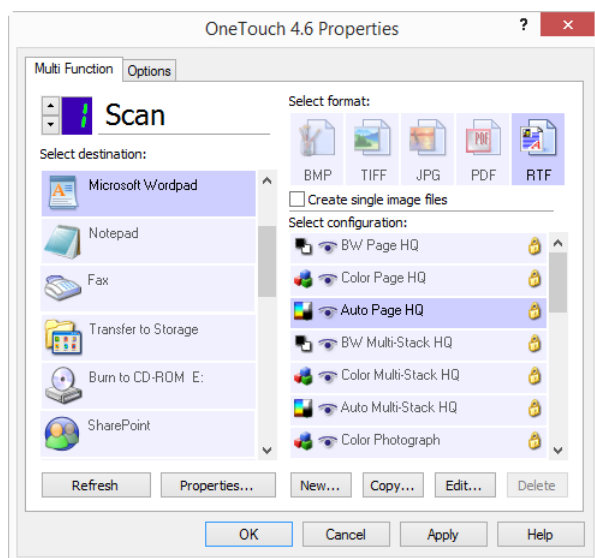 OneTouch 4.6 Properties
?
×
Multi Function
Options
1
Scan
Select destination:
Microsoft Wordpad
Notepad
Fax
Transfer to Storage
Burn to CD-ROM E:
SharePoint
Refresh
Properties...
Select format:
BMP
TIFF
JPG
PDF
RTF
Create single image files
Select configuration:
BW Page HQ
Color Page HQ
Auto Page HQ
BW Multi-Stack HQ
Color Multi-Stack HQ
Auto Multi-Stack HQ
Color Photograph
New...
Copy...
Edit...
Delete
OK
Cancel
Apply
Help